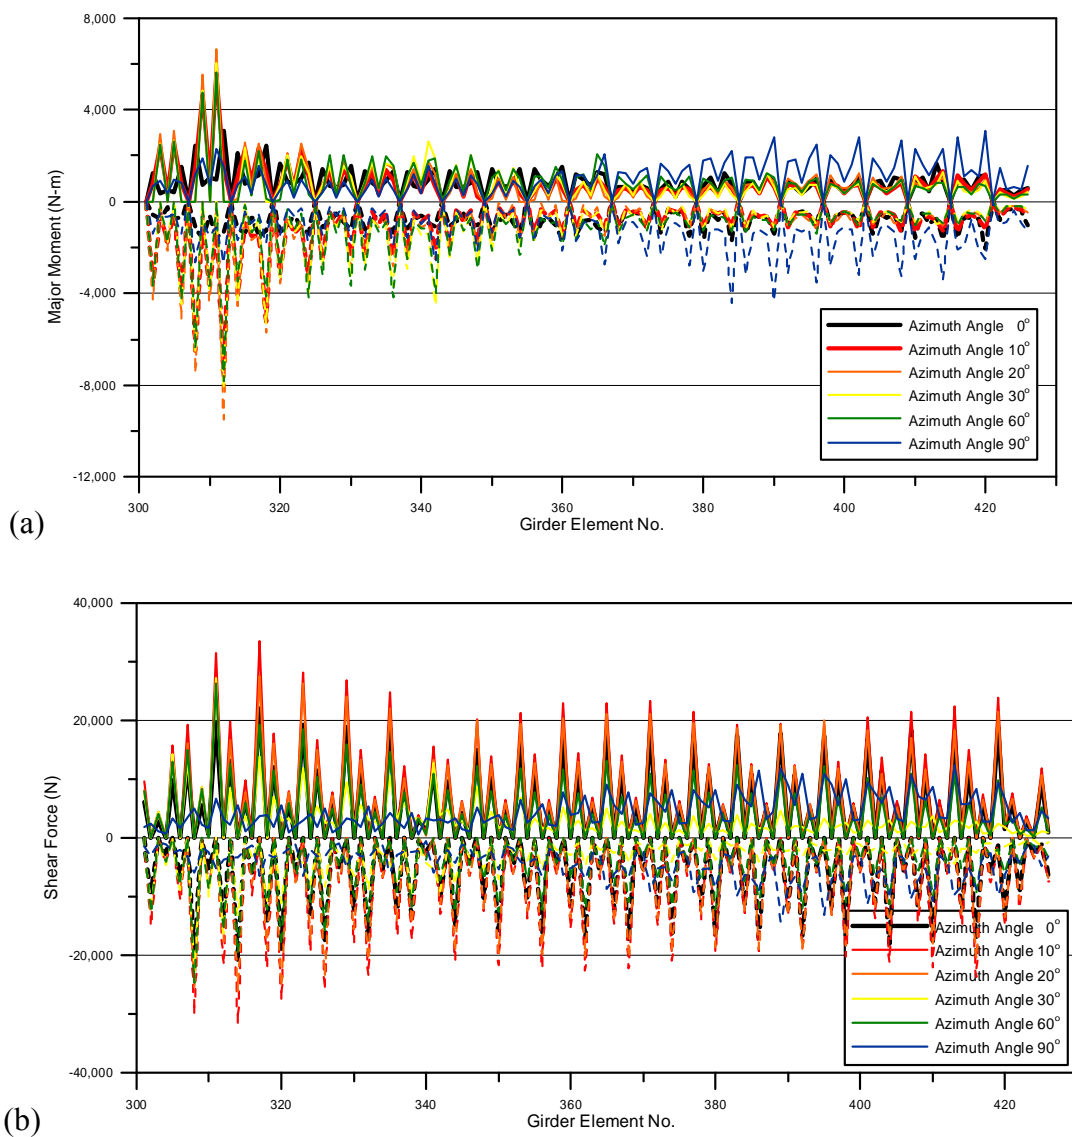 8,000
4,000
0
-4,000
-8,000
-12,000
Major Moment (N-m)
300
320
340
360
380
400
420
Girder Element No.
Azimuth Angle 0°
Azimuth Angle 10°
Azimuth Angle 20°
Azimuth Angle 30°
Azimuth Angle 60°
Azimuth Angle 90°
(a)
40,000
20,000
0
-20,000
-40,000
Shear Force (N)
300
320
340
360
380
400
420
Girder Element No.
Azimuth Angle 0°
Azimuth Angle 10°
Azimuth Angle 20°
Azimuth Angle 30°
Azimuth Angle 60°
Azimuth Angle 90°
(b)